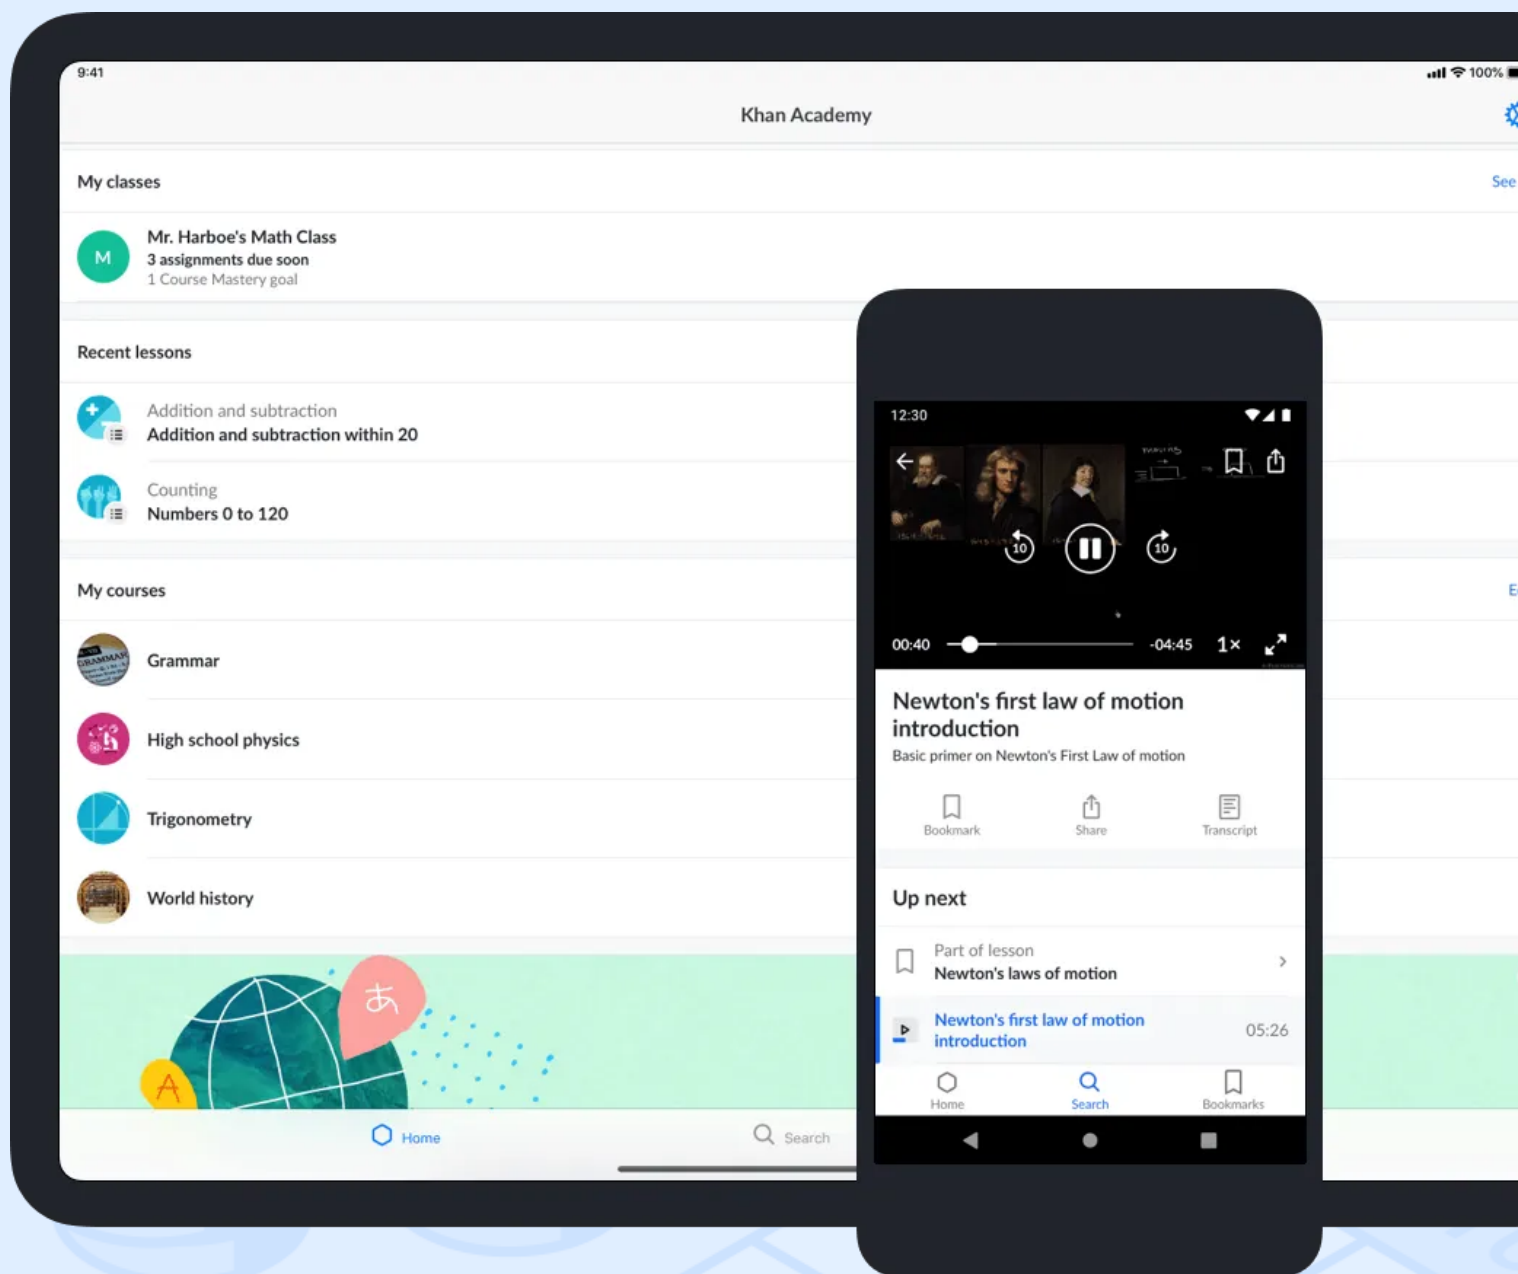 9:41
100%
Khan Academy
My classes
See
M
Mr. Harboe's Math Class
3 assignments due soon
1 Course Mastery goal
Recent lessons
Addition and subtraction
Addition and subtraction within 20
Counting
Numbers 0 to 120
My courses
GRAMMAR
Grammar
High school physics
Trigonometry
World history
あ
A
Home
Search
12:30
moving
10
10
00:40
-04:45
1×
Newton's first law of motion
introduction
Basic primer on Newton's First Law of motion
Bookmark
Share
Transcript
Up next
Part of lesson
Newton's laws of motion
Newton's first law of motion
introduction
05:26
Home
Search
Bookmarks